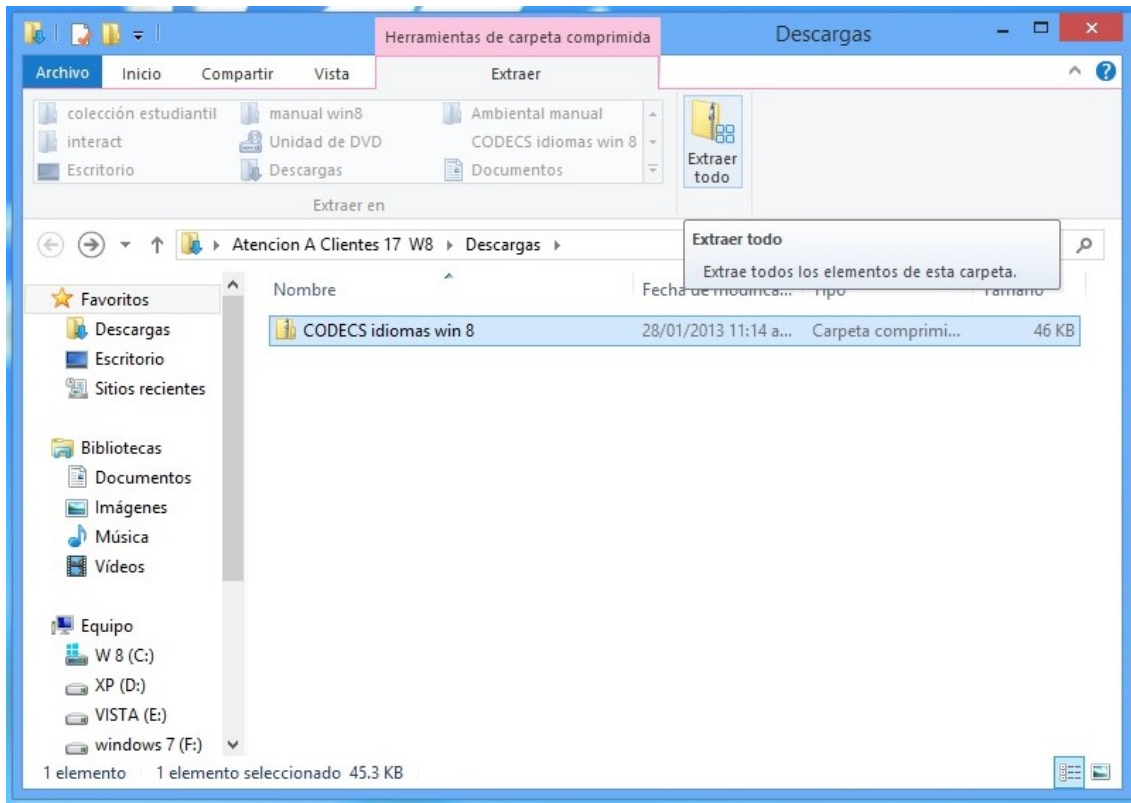 Herramientas de carpeta comprimida
Descargas
Archivo Inicio Compartir Vista Extraer
colección estudiantil manual win8 Ambiental manual
interact Unidad de DVD CODECS idiomas win 8
Escritorio Descargas Documentos
Extraer todo
Extraer en
Atencion A Clientes 17 W8 Descargas
Extraer todo
Extrae todos los elementos de esta carpeta.
Nombre
CODECS idiomas win 8 28/01/2013 11:14 a... Carpeta comprimi... 46 KB
Favoritos
Descargas
Escritorio
Sitios recientes
Bibliotecas
Documentos
Imágenes
Música
Vídeos
Equipo
W 8 (C:)
XP (D:)
VISTA (E:)
windows 7 (F:)
1 elemento 1 elemento seleccionado 45.3 KB